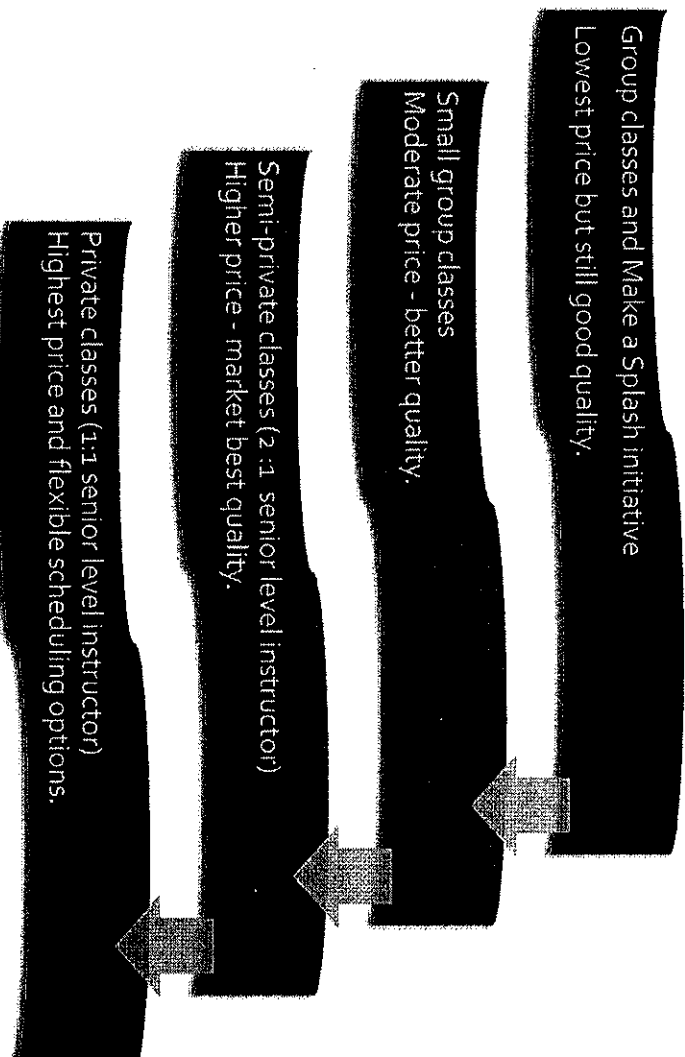 Group classes and Make a Splash initiative
Lowest price but still good quality.
Small group classes
Moderate price - better quality.
Semi-private classes (2 :1 senior level instructor)
Higher price - market best quality.
Private classes (1:1 senior level instructor)
Highest price and flexible scheduling options.